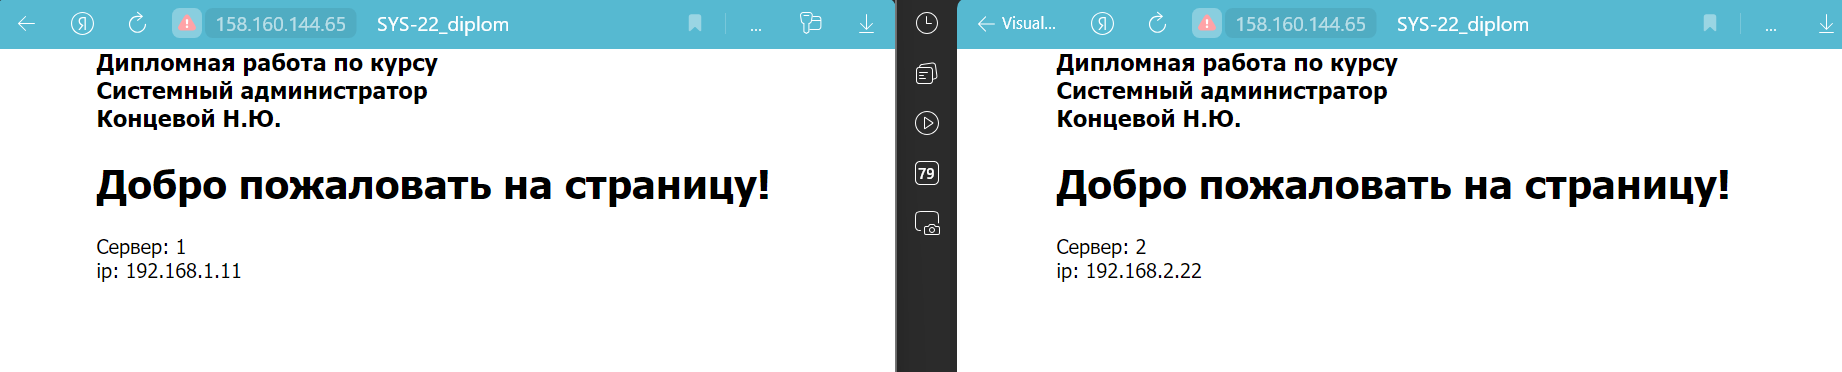 158.160.144.65 SYS-22_diplom ...
Дипломная работа по курсу
Системный администратор
Концевой Н.Ю.
Добро пожаловать на страницу!
Сервер: 1
ip: 192.168.1.11
79
Visual... 158.160.144.65 SYS-22_diplom ...
Дипломная работа по курсу
Системный администратор
Концевой Н.Ю.
Добро пожаловать на страницу!
Сервер: 2
ip: 192.168.2.22